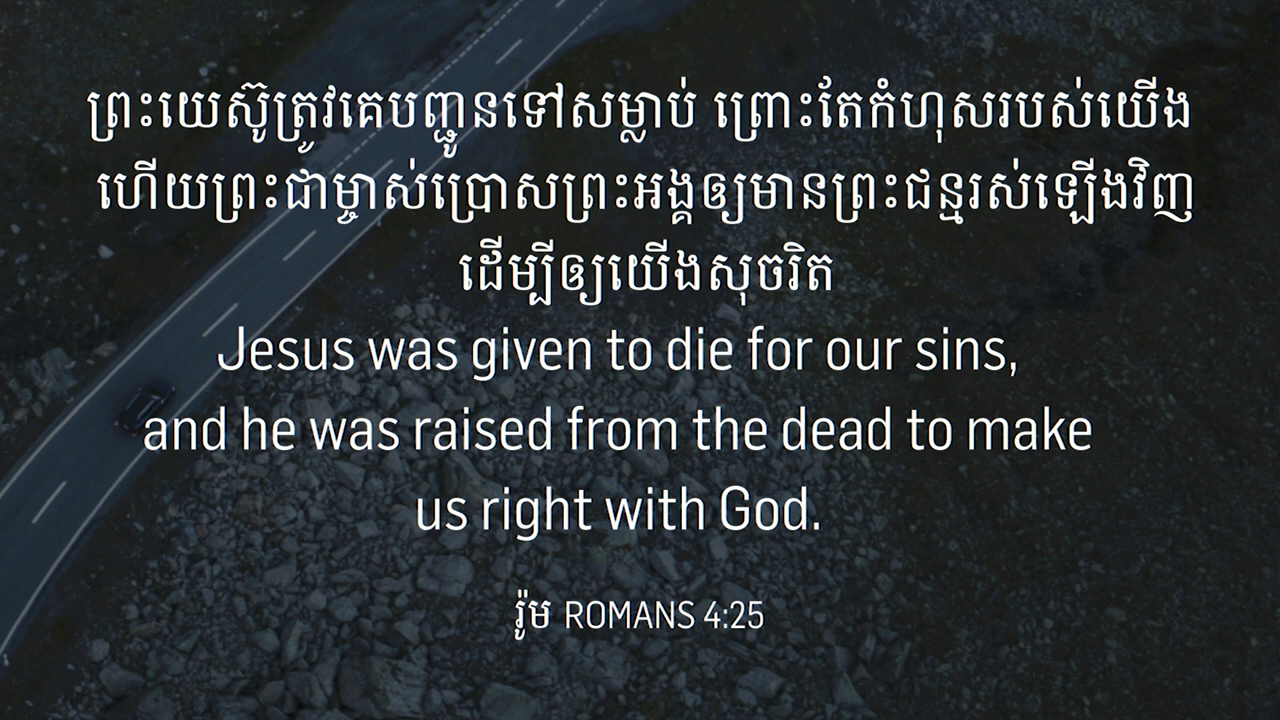 ព្រះយេស៊ូត្រូវគេបញ្ជូនទៅសម្លាប់ ព្រោះតែកំហុសរបស់យើង
ហើយព្រះជាម្ចាស់ប្រោសព្រះអង្គឲ្យមានព្រះជន្មរស់ឡើងវិញ
ដើម្បីឲ្យយើងសុចរិត
Jesus was given to die for our sins,
and he was raised from the dead to make
us right with God.
រ៉ូម ROMANS 4:25